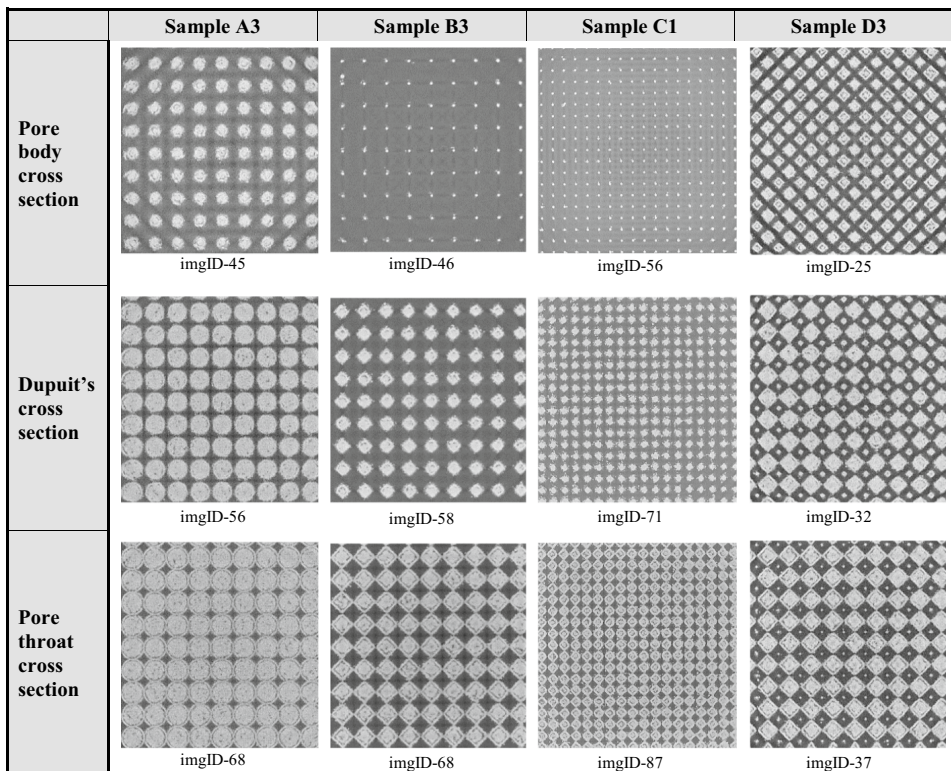 Sample A3 Sample B3 Sample C1 Sample D3
Pore
body
cross
section
imgID-45 imgID-46 imgID-56 imgID-25
Dupuit’s
cross
section
imgID-56 imgID-58 imgID-71 imgID-32
Pore
throat
cross
section
imgID-68 imgID-68 imgID-87 imgID-37